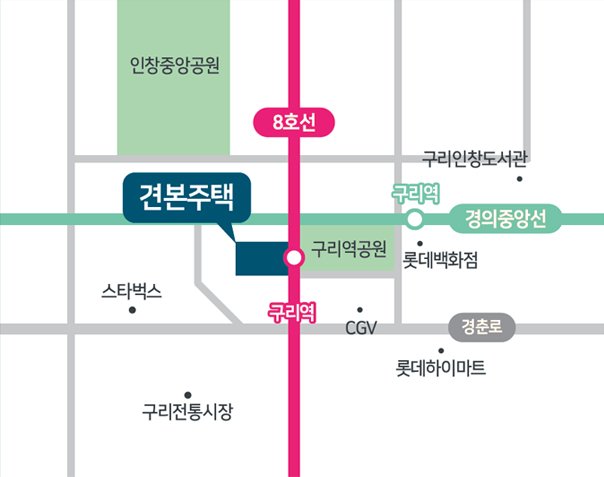 인창중앙공원
8호선
구리인창도서관
견본주택
구리역
경의중앙선
구리역공원
롯데백화점
스타벅스
구리역
CGV
경춘로
롯데하이마트
구리전통시장